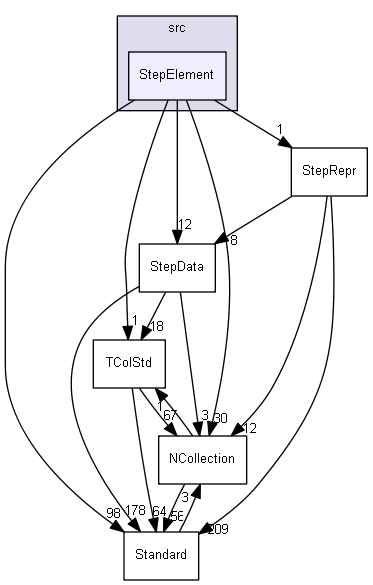 src
StepElement
1
StepRepr
12
8
StepData
1
18
TColStd
1
67
3
30
12
NCollection
3
98
178
64
56
209
Standard